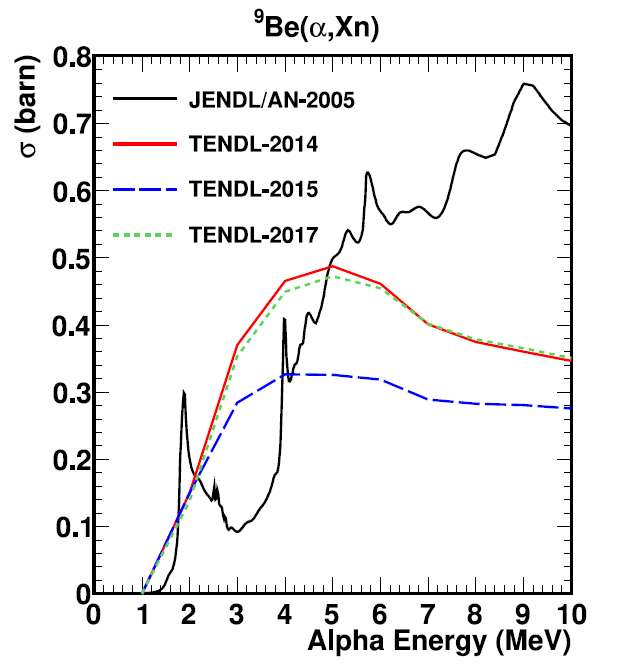 ⁹Be(α,Xn)
σ (barn)
0.8
0.7
0.6
0.5
0.4
0.3
0.2
0.1
0
JENDL/AN-2005
TENDL-2014
TENDL-2015
TENDL-2017
0 1 2 3 4 5 6 7 8 9 10
Alpha Energy (MeV)